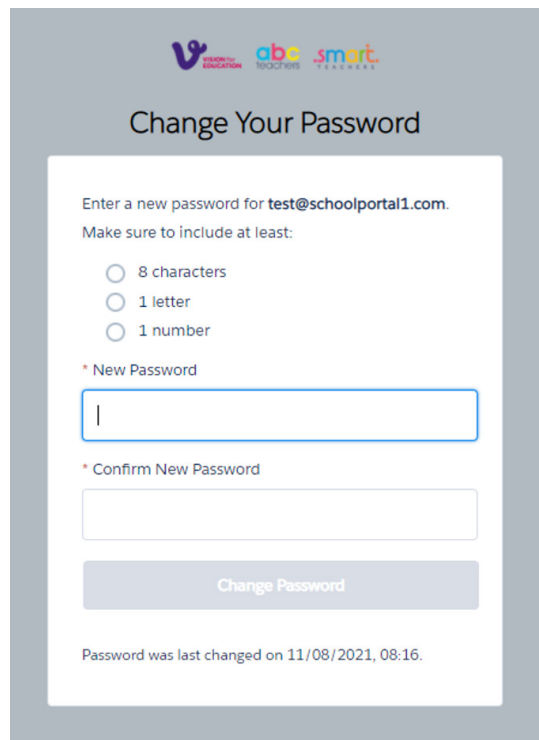 VISION for
EDUCATION
abc
teachers
smart.
TEACHERS
Change Your Password
Enter a new password for test@schoolportal1.com.
Make sure to include at least:
8 characters
1 letter
1 number
* New Password
* Confirm New Password
Change Password
Password was last changed on 11/08/2021, 08:16.